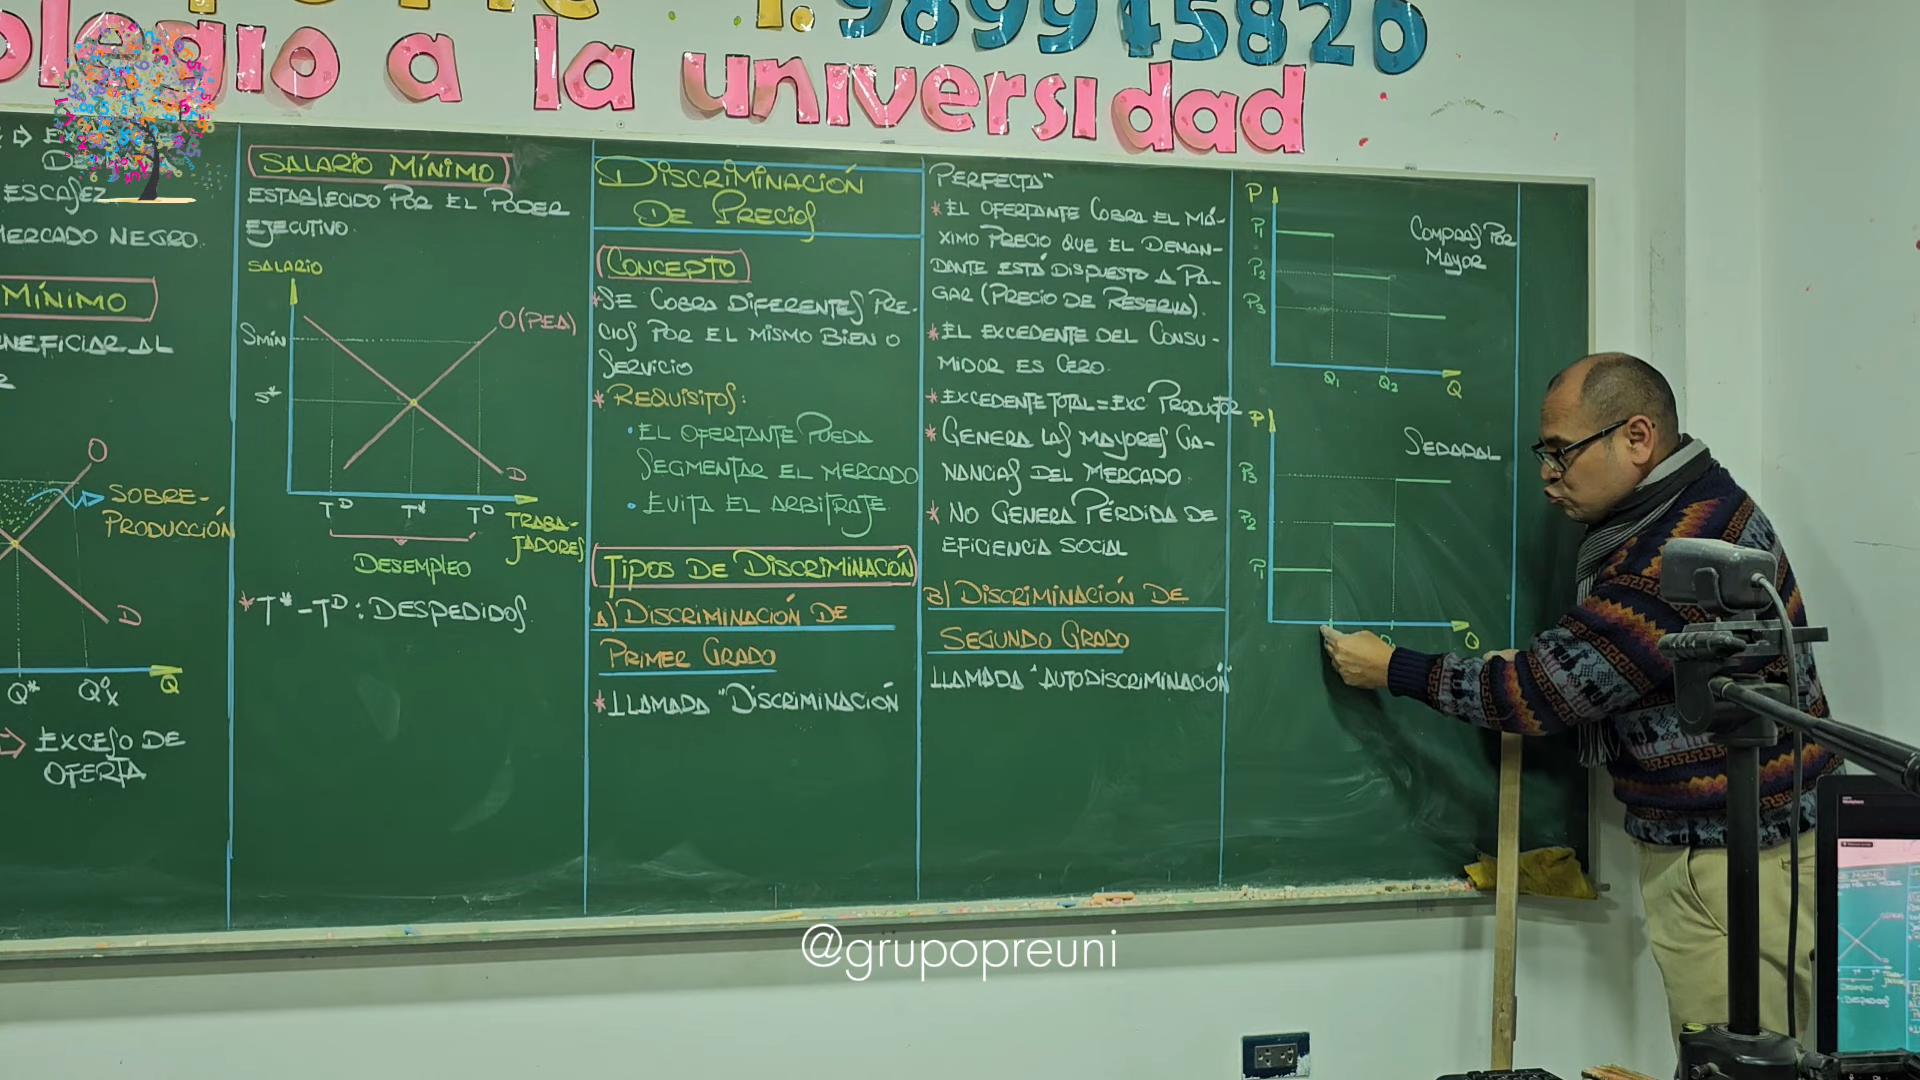 1.989945820
olegio a la universidad
ESCASEZ
MERCADO NEGRO.
MÍNIMO
NEFICIAR AL
O
SOBRE-
PRODUCCIÓN
D
Q*
Q
EXCESO DE
OFERTA
SALARIO MÍNIMO
ESTABLECIDO POR EL PODER
EJECUTIVO.
SALARIO
O(PEA)
SMÍN
S*
D
T^D
T*
T^O
TRABA-
JADORES
DESEMPLEO
*T*-T^D: DESPEDIDOS.
DISCRIMINACIÓN
DE PRECIOS
CONCEPTO
*SE COBRA DIFERENTES PRE-
CIOS POR EL MISMO BIEN O
SERVICIO
*REQUISITOS:
•EL OFERTANTE PUEDA
SEGMENTAR EL MERCADO
•EVITA EL ARBITRAJE
TIPOS DE DISCRIMINACIÓN
A) DISCRIMINACIÓN DE
PRIMER GRADO
*LLAMADA "DISCRIMINACIÓN
PERFECTA"
*EL OFERTANTE COBRA EL MÁ-
XIMO PRECIO QUE EL DEMAN-
DANTE ESTÁ DISPUESTO A PA-
GAR (PRECIO DE RESERVA).
*EL EXCEDENTE DEL CONSU-
MIDOR ES CERO.
*EXCEDENTE TOTAL = EXC PRODUCTOR
*GENERA LAS MAYORES GA-
NANCIAS DEL MERCADO.
*NO GENERA PÉRDIDA DE
EFICIENCIA SOCIAL
B) DISCRIMINACIÓN DE
SEGUNDO GRADO
LLAMADA "AUTODISCRIMINACIÓN"
P
P1
P2
P3
COMPRAS POR
MAYOR
Q1
Q2
Q
P
SEDAPAL
P3
P2
P1
Q
@grupopreuni